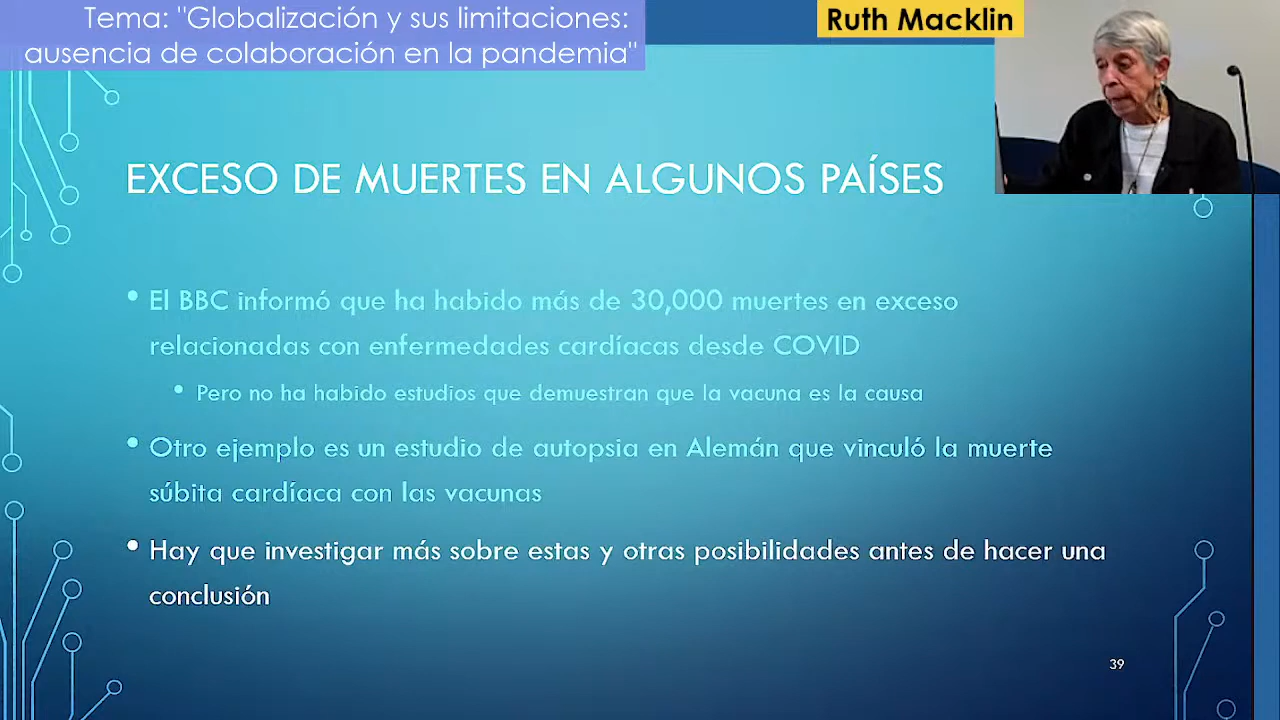 Tema: "Globalización y sus limitaciones:
ausencia de colaboración en la pandemia"
Ruth Macklin
EXCESO DE MUERTES EN ALGUNOS PAÍSES
• El BBC informó que ha habido más de 30,000 muertes en exceso
relacionadas con enfermedades cardíacas desde COVID
• Pero no ha habido estudios que demuestran que la vacuna es la causa
• Otro ejemplo es un estudio de autopsia en Alemán que vinculó la muerte
súbita cardíaca con las vacunas
• Hay que investigar más sobre estas y otras posibilidades antes de hacer una
conclusión
39